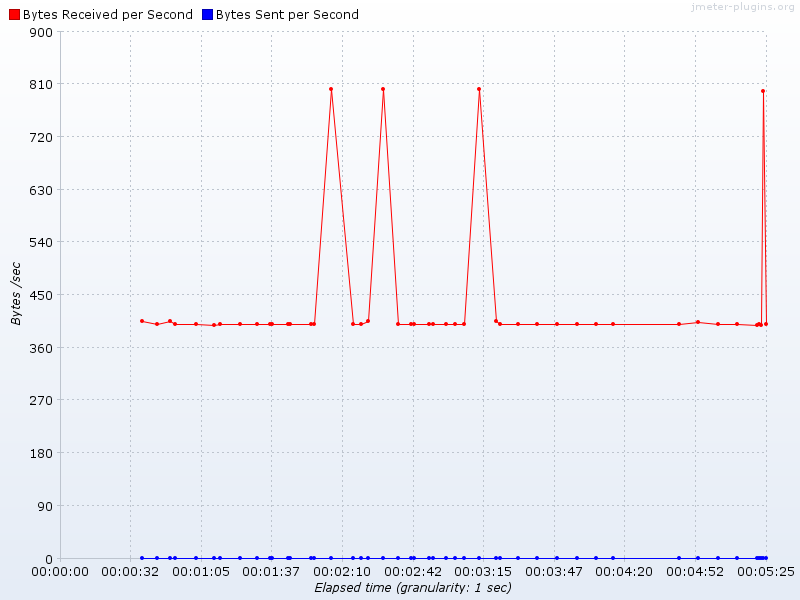 jmeter-plugins.org
Bytes Received per Second Bytes Sent per Second
900
810
720
630
540
450
360
270
180
90
0
Bytes /sec
00:00:00 00:00:32 00:01:05 00:01:37 00:02:10 00:02:42 00:03:15 00:03:47 00:04:20 00:04:52 00:05:25
Elapsed time (granularity: 1 sec)